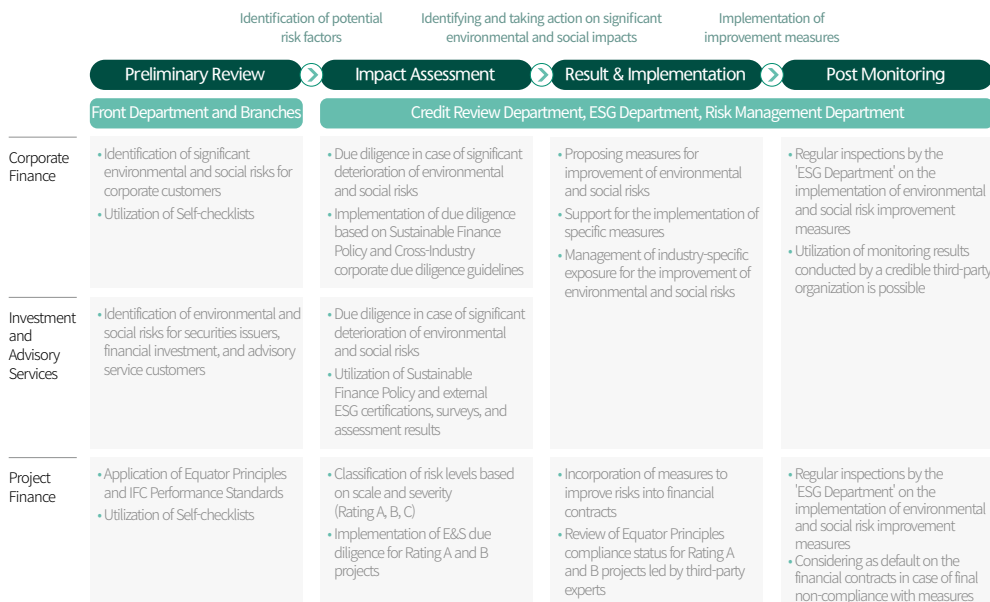 Identification of potential
risk factors
Identifying and taking action on significant
environmental and social impacts
Implementation of
improvement measures
Preliminary Review
Impact Assessment
Result & Implementation
Post Monitoring
Front Department and Branches
Credit Review Department, ESG Department, Risk Management Department
Corporate
Finance
• Identification of significant
environmental and social risks for
corporate customers
• Utilization of Self-checklists
• Due diligence in case of significant
deterioration of environmental
and social risks
• Implementation of due diligence
based on Sustainable Finance
Policy and Cross-Industry
corporate due diligence guidelines
• Proposing measures for
improvement of environmental
and social risks
• Support for the implementation of
specific measures
• Management of industry-specific
exposure for the improvement of
environmental and social risks
• Regular inspections by the
'ESG Department' on the
implementation of environmental
and social risk improvement
measures
• Utilization of monitoring results
conducted by a credible third-party
organization is possible
Investment
and
Advisory
Services
• Identification of environmental and
social risks for securities issuers,
financial investment, and advisory
service customers
• Due diligence in case of significant
deterioration of environmental
and social risks
• Utilization of Sustainable
Finance Policy and external
ESG certifications, surveys, and
assessment results
Project
Finance
• Application of Equator Principles
and IFC Performance Standards
• Utilization of Self-checklists
• Classification of risk levels based
on scale and severity
(Rating A, B, C)
• Implementation of E&S due
diligence for Rating A and B
projects
• Incorporation of measures to
improve risks into financial
contracts
• Review of Equator Principles
compliance status for Rating A
and B projects led by third-party
experts
• Regular inspections by the
'ESG Department' on the
implementation of environmental
and social risk improvement
measures
• Considering as default on the
financial contracts in case of final
non-compliance with measures